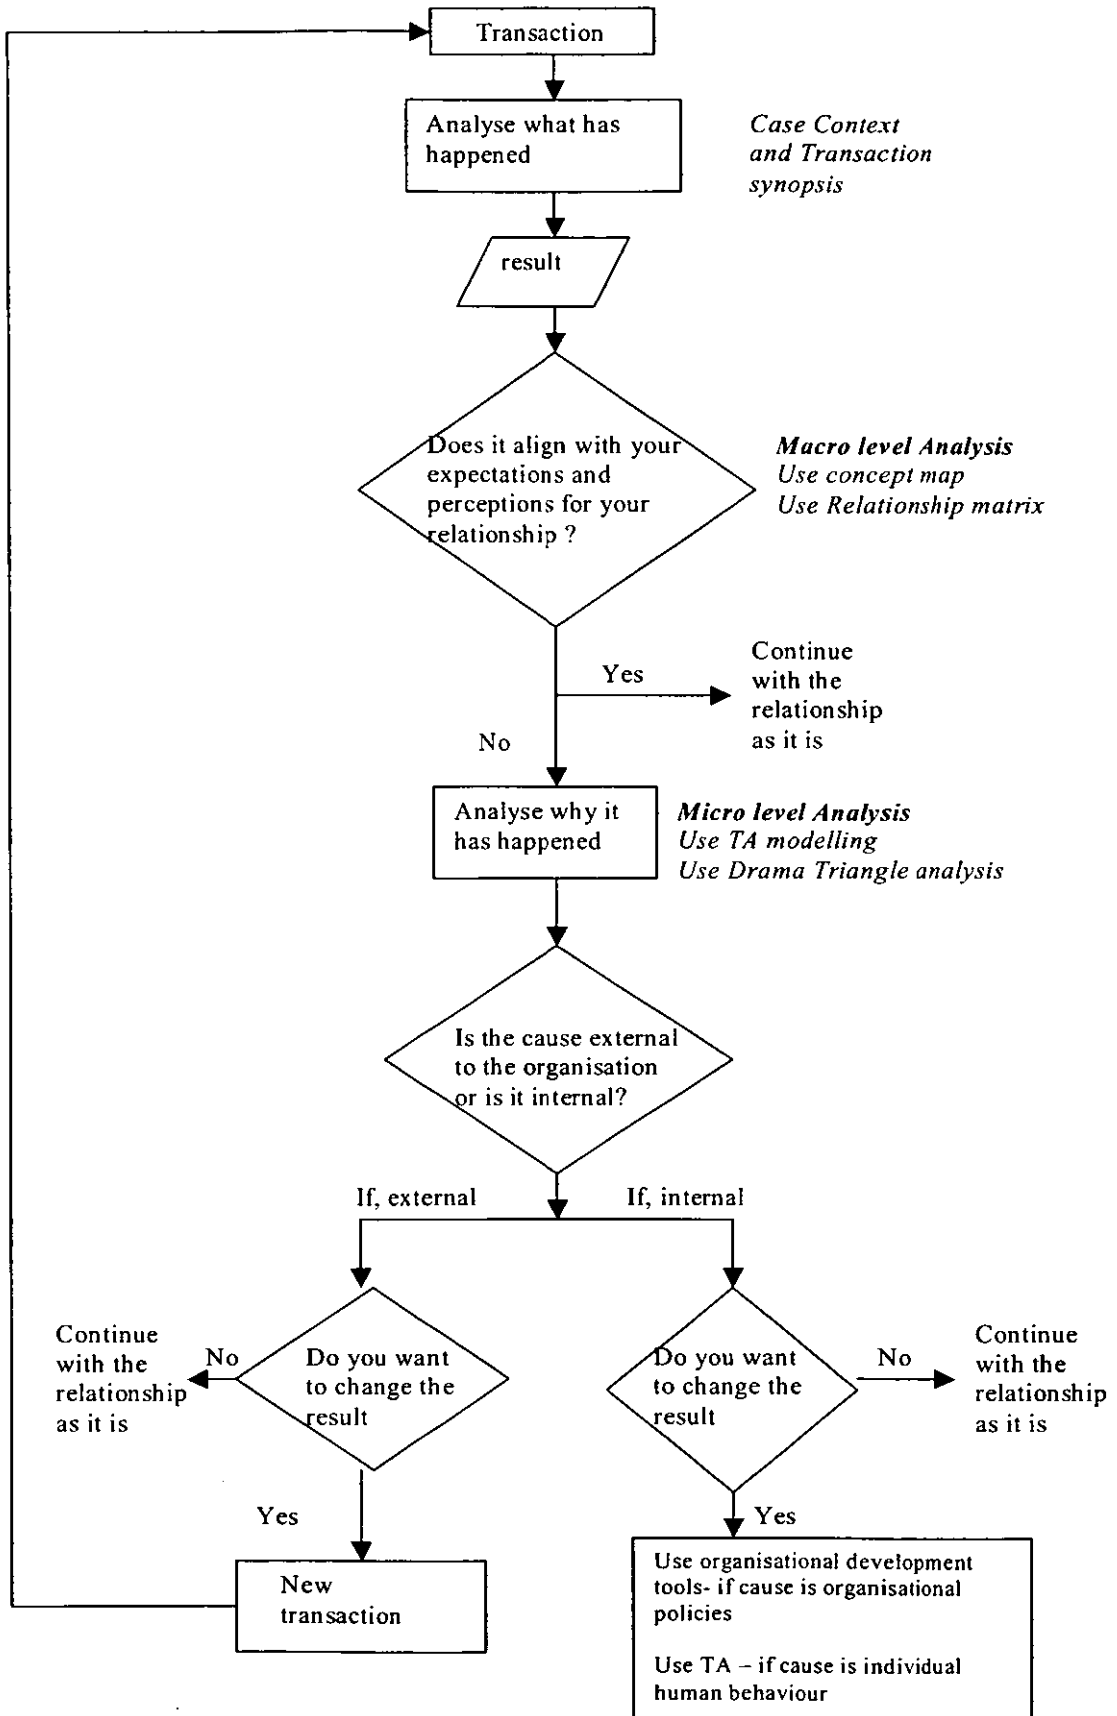 Transaction
Analyse what has
happened
Case Context
and Transaction
synopsis
result
Does it align with your
expectations and
perceptions for your
relationship ?
Macro level Analysis
Use concept map
Use Relationship matrix
Yes
Continue
with the
relationship
as it is
No
Analyse why it
has happened
Micro level Analysis
Use TA modelling
Use Drama Triangle analysis
Is the cause external
to the organisation
or is it internal?
If, external
If, internal
Continue
with the
relationship
as it is
No
Do you want
to change the
result
Do you want
to change the
result
No
Continue
with the
relationship
as it is
Yes
Yes
New
transaction
Use organisational development
tools- if cause is organisational
policies
Use TA – if cause is individual
human behaviour